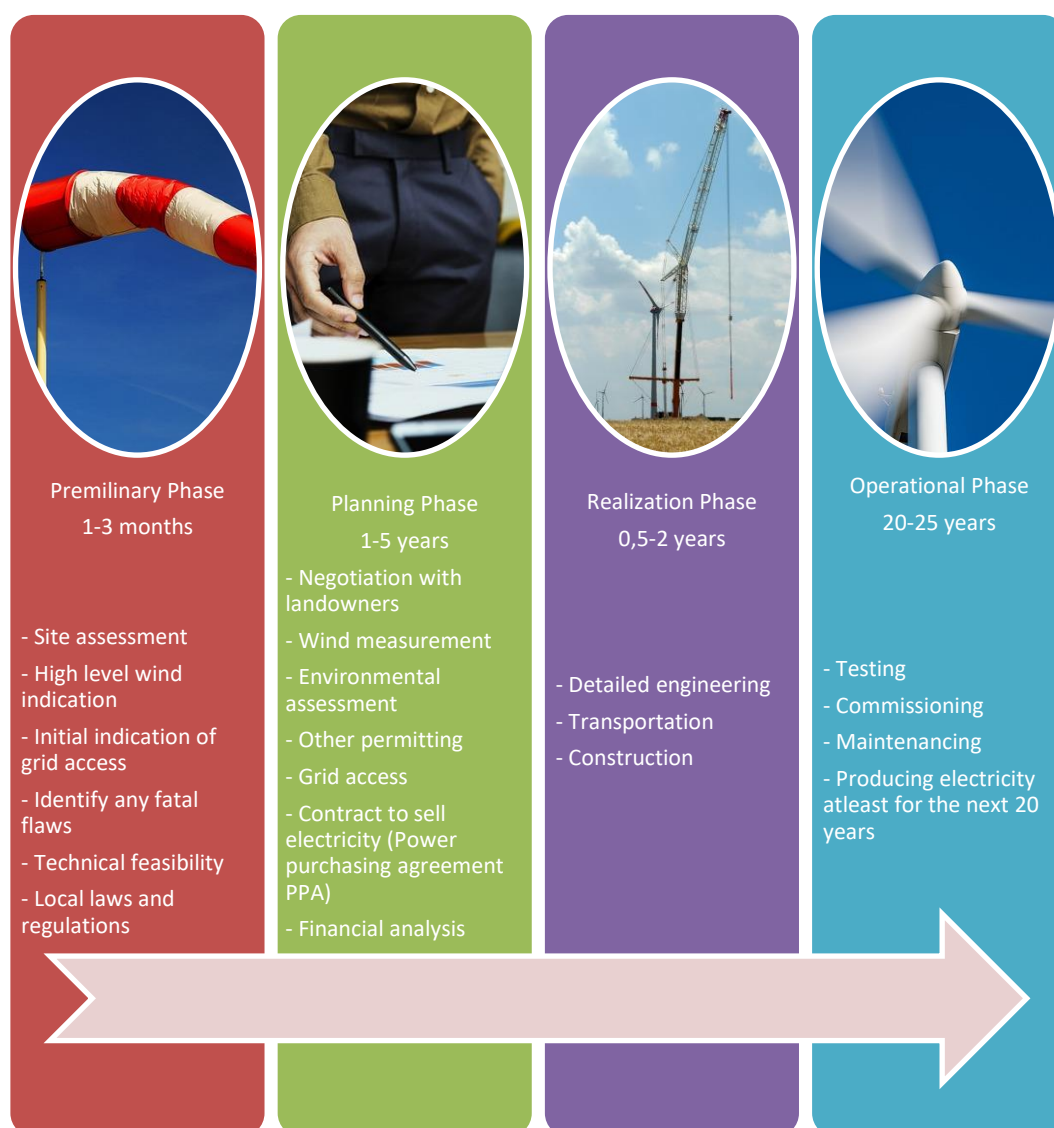 Premilinary Phase
1-3 months
- Site assessment
- High level wind
indication
- Initial indication of
grid access
- Identify any fatal
flaws
- Technical feasibility
- Local laws and
regulations
Planning Phase
1-5 years
- Negotiation with
landowners
- Wind measurement
- Environmental
assessment
- Other permitting
- Grid access
- Contract to sell
electricity (Power
purchasing agreement
PPA)
- Financial analysis
Realization Phase
0,5-2 years
- Detailed engineering
- Transportation
- Construction
Operational Phase
20-25 years
- Testing
- Commissioning
- Maintenancing
- Producing electricity
atleast for the next 20
years